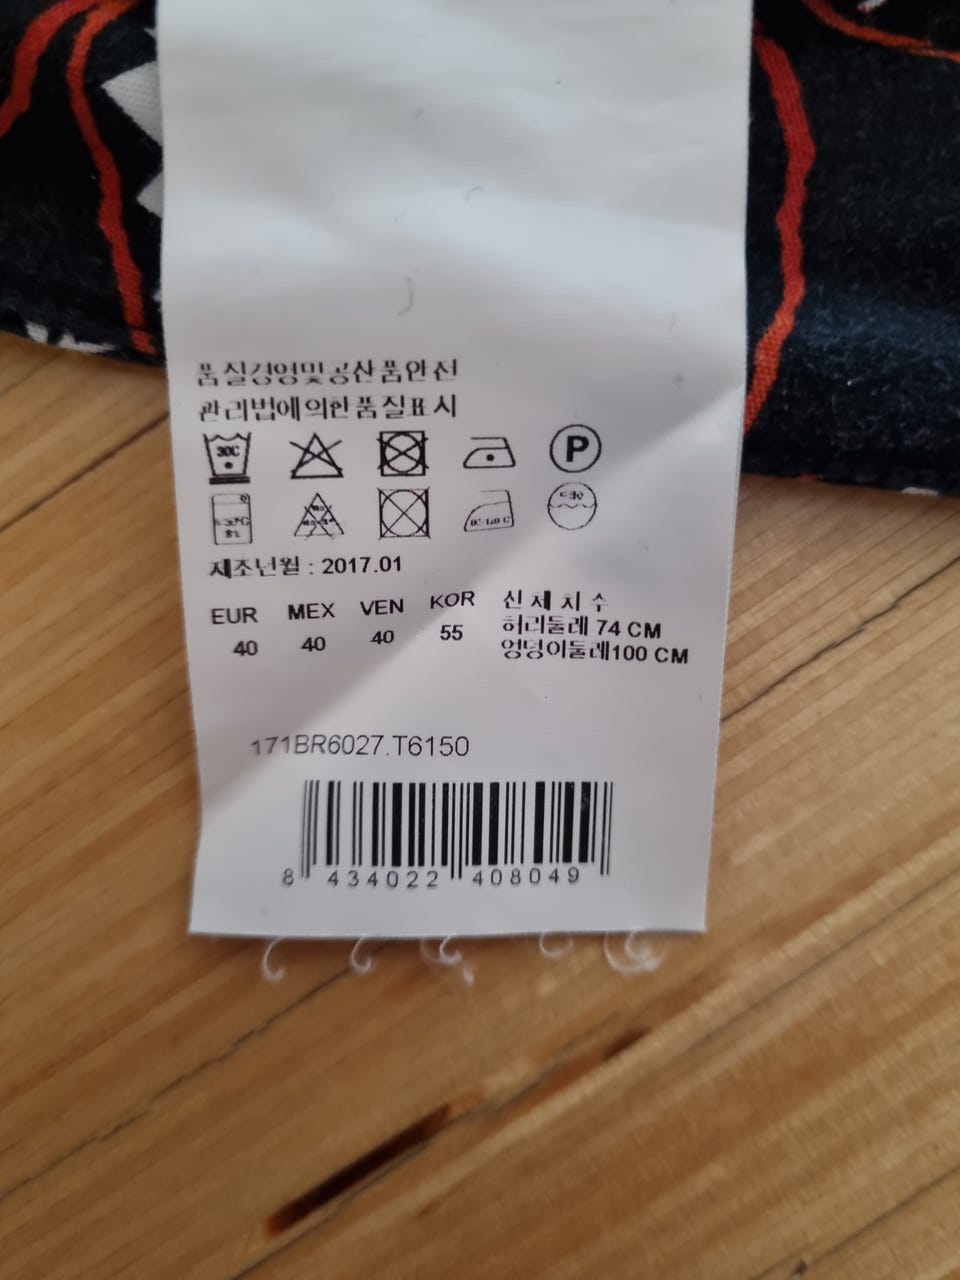 품질경영및공산품안전
관리법에의한품질표시
30C
P
제조년월 : 2017.01
EUR MEX VEN KOR 신체치수
40 40 40 55 허리둘레 74 CM
엉덩이둘레100 CM
171BR6027.T6150
8 434022 408049